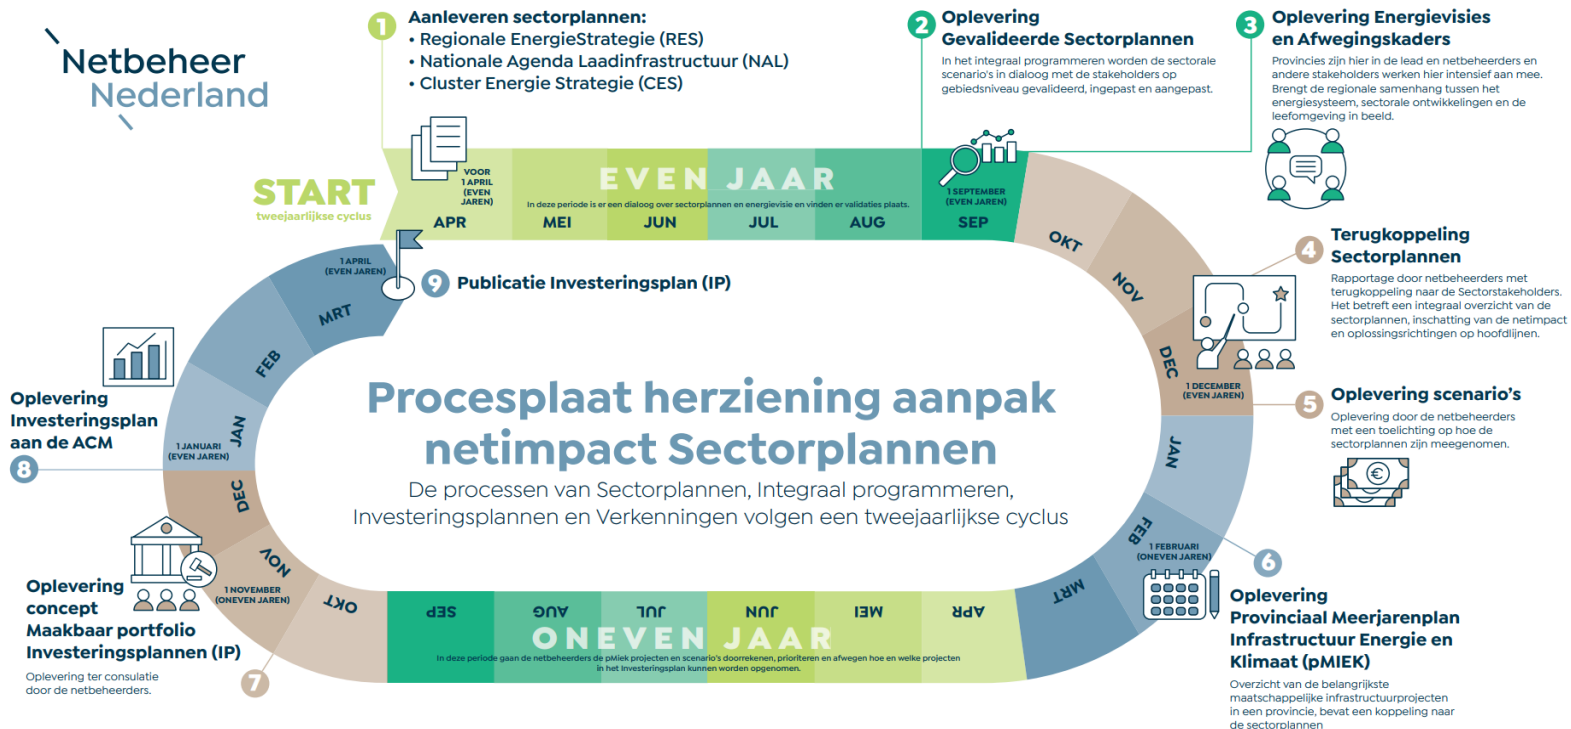 Netbeheer
Nederland
1
Aanleveren sectorplannen:
• Regionale EnergieStrategie (RES)
• Nationale Agenda Laadinfrastructuur (NAL)
• Cluster Energie Strategie (CES)
2
Oplevering
Gevalideerde Sectorplannen
In het integraal programmeren worden de sectorale
scenario's in dialoog met de stakeholders op
gebiedsniveau gevalideerd, ingepast en aangepast.
3
Oplevering Energievisies
en Afwegingskaders
Provincies zijn hier in de lead en netbeheerders en
andere stakeholders werken hier intensief aan mee.
Brengt de regionale samenhang tussen het
energiesysteem, sectorale ontwikkelingen en de
leefomgeving in beeld.
START
tweejaarlijkse cyclus
VOOR
1 APRIL
(EVEN
JAREN)
EVEN JAAR
In deze periode is er een dialoog over sectorplannen en energievisie en vinden er validaties plaats.
1 SEPTEMBER
(EVEN JAREN)
APR
MEI
JUN
JUL
AUG
SEP
OKT
NOV
DEC
1 DECEMBER
(EVEN JAREN)
4
Terugkoppeling
Sectorplannen
Rapportage door netbeheerders met
terugkoppeling naar de Sectorstakeholders.
Het betreft een integraal overzicht van de
sectorplannen, inschatting van de netimpact
en oplossingsrichtingen op hoofdlijnen.
5
Oplevering scenario’s
Oplevering door de netbeheerders
met een toelichting op hoe de
sectorplannen zijn meegenomen.
€
JAN
FEB
1 FEBRUARI
(ONEVEN JAREN)
MRT
6
Oplevering
Provinciaal Meerjarenplan
Infrastructuur Energie en
Klimaat (pMIEK)
Overzicht van de belangrijkste
maatschappelijke infrastructuurprojecten
in een provincie, bevat een koppeling naar
de sectorplannen
APR
MEI
JUN
JUL
AUG
SEP
ONEVEN JAAR
In deze periode gaan de netbeheerders de pMiek projecten en scenario's doorrekenen, prioriteren en afwegen hoe en welke projecten
in het Investeringsplan kunnen worden opgenomen.
OKT
NOV
1 NOVEMBER
(ONEVEN JAREN)
DEC
7
Oplevering
concept
Maakbaar portfolio
Investeringsplannen (IP)
Oplevering ter consulatie
door de netbeheerders.
8
Oplevering
Investeringsplan
aan de ACM
JAN
1 JANUARI
(EVEN JAREN)
FEB
MRT
1 APRIL
(EVEN JAREN)
9
Publicatie Investeringsplan (IP)
Procesplaat herziening aanpak
netimpact Sectorplannen
De processen van Sectorplannen, Integraal programmeren,
Investeringsplannen en Verkenningen volgen een tweejaarlijkse cyclus